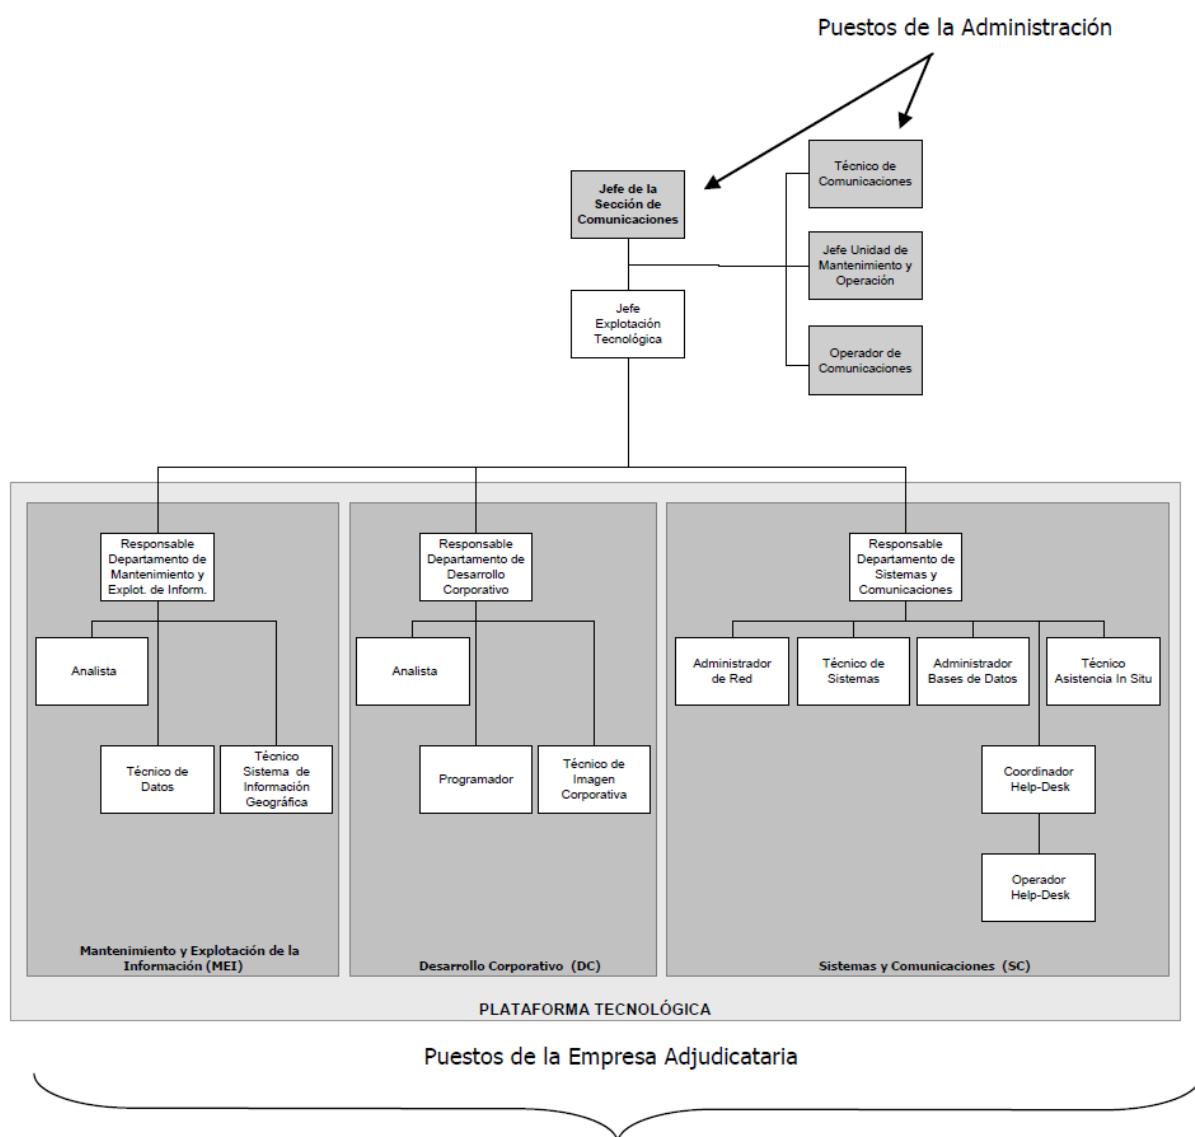 Puestos de la Administración
Técnico de
Comunicaciones
Jefe de la
Sección de
Comunicaciones
Jefe Unidad de
Mantenimiento y
Operación
Jefe
Explotación
Tecnológica
Operador de
Comunicaciones
Responsable
Departamento de
Mantenimiento y
Explot. de Inform.
Responsable
Departamento de
Desarrollo
Corporativo
Responsable
Departamento de
Sistemas y
Comunicaciones
Analista
Analista
Administrador
de Red
Técnico de
Sistemas
Administrador
Bases de Datos
Técnico
Asistencia In Situ
Técnico de
Datos
Técnico
Sistema de
Información
Geográfica
Programador
Técnico de
Imagen
Corporativa
Coordinador
Help-Desk
Operador
Help-Desk
Mantenimiento y Explotación de la
Información (MEI)
Desarrollo Corporativo (DC)
Sistemas y Comunicaciones (SC)
PLATAFORMA TECNOLÓGICA
Puestos de la Empresa Adjudicataria